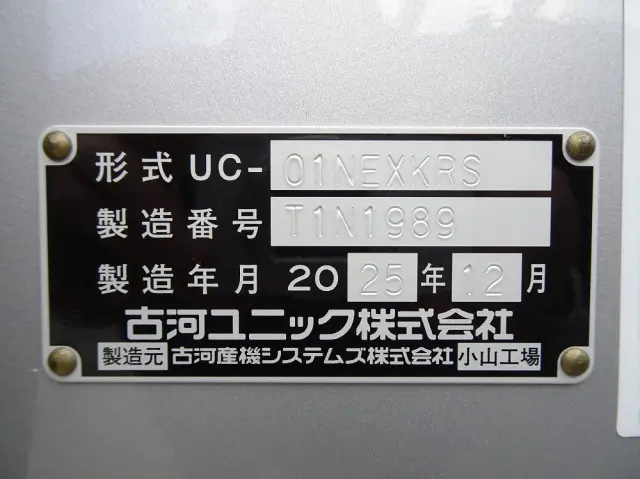 形式 UC-01NEXKRS
製造番号 T1N1989
製造年月 2025年12月
古河ユニック株式会社
製造元 古河産機システムズ株式会社 小山工場